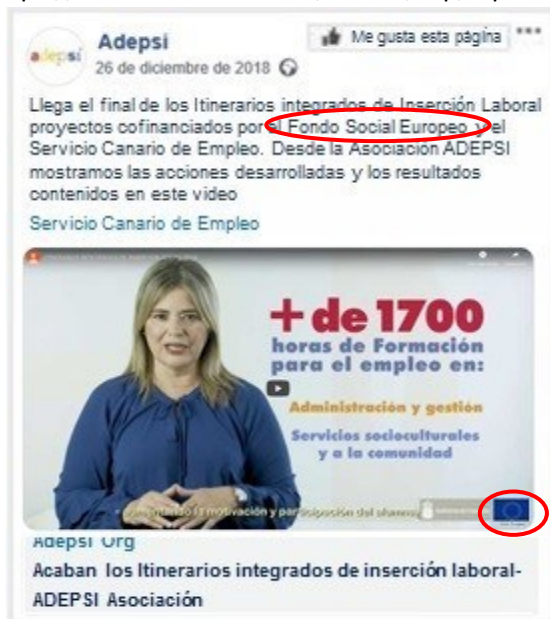 adepsi
Adepsi
Me gusta esta página
26 de diciembre de 2018
Llega el final de los Itinerarios integrados de Inserción Laboral
proyectos cofinanciados por el Fondo Social Europeo y el
Servicio Canario de Empleo. Desde la Asociación ADEPSI
mostramos las acciones desarrolladas y los resultados
contenidos en este video
Servicio Canario de Empleo
+ de 1700
horas de Formación
para el empleo en:
Administración y gestión
Servicios socioculturales
y a la comunidad
la motivación y participación del
Adepsi Org
Acaban los Itinerarios integrados de inserción laboral-
ADEPSI Asociación